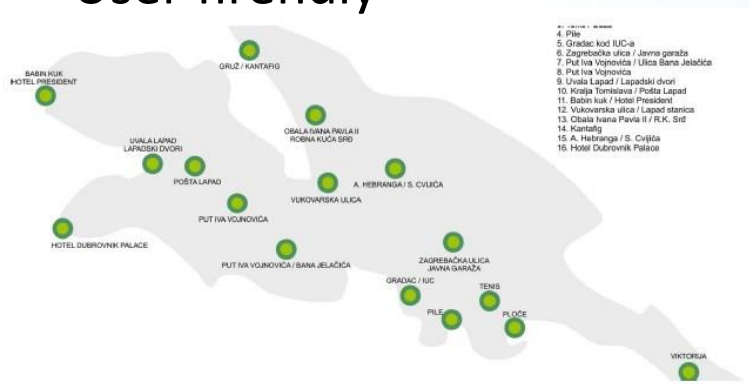 User friendly
4. Pile
5. Gradac kod IUC-a
6. Zagrebačka ulica / Javna garaža
7. Put Iva Vojnovića / Ulica Bana Jelačića
8. Put Iva Vojnovića
9. Uvala Lapad / Lapadski dvori
10. Kralja Tomislava / Pošta Lapad
11. Babin kuk / Hotel President
12. Vukovarska ulica / Lapad stanica
13. Obala Ivana Pavla II / R.K. Srđ
14. Kantafig
15. A. Hebranga / S. Cvijića
16. Hotel Dubrovnik Palace
GRUŽ / KANTAFIG
BABIN KUK
HOTEL PRESIDENT
OBALA IVANA PAVLA II
ROBNA KUĆA SRĐ
UVALA LAPAD
LAPADSKI DVORI
POŠTA LAPAD
A. HEBRANGA / S. CVIJIĆA
VUKOVARSKA ULICA
PUT IVA VOJNOVIĆA
HOTEL DUBROVNIK PALACE
PUT IVA VOJNOVIĆA / BANA JELAČIĆA
ZAGREBAČKA ULICA
JAVNA GARAŽA
GRADAC / IUC
TENIS
PILE
PLOČE
VIKTORIJA